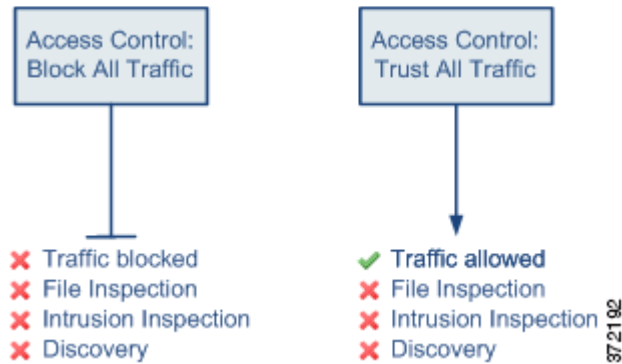 Access Control:
Block All Traffic
Traffic blocked
File Inspection
Intrusion Inspection
Discovery
Access Control:
Trust All Traffic
Traffic allowed
File Inspection
Intrusion Inspection
Discovery
372192